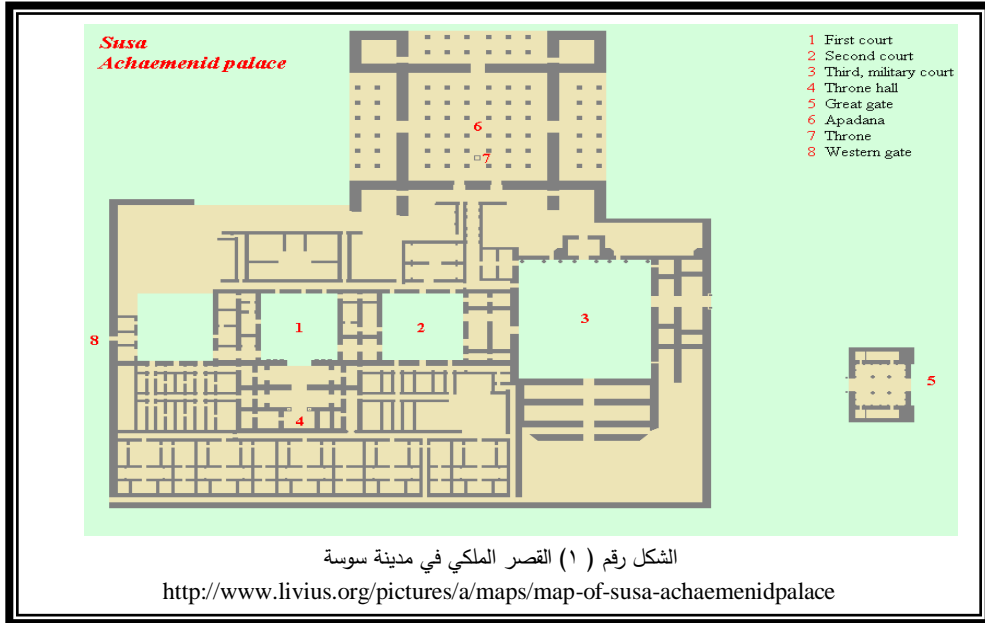 Susa
Achaemenid palace
1 First court
2 Second court
3 Third, military court
4 Throne hall
5 Great gate
6 Apadana
7 Throne
8 Western gate
6
7
1
2
3
8
4
5
الشكل رقم ( ١) القصر الملكي في مدينة سوسة
http://www.livius.org/pictures/a/maps/map-of-susa-achaemenidpalace